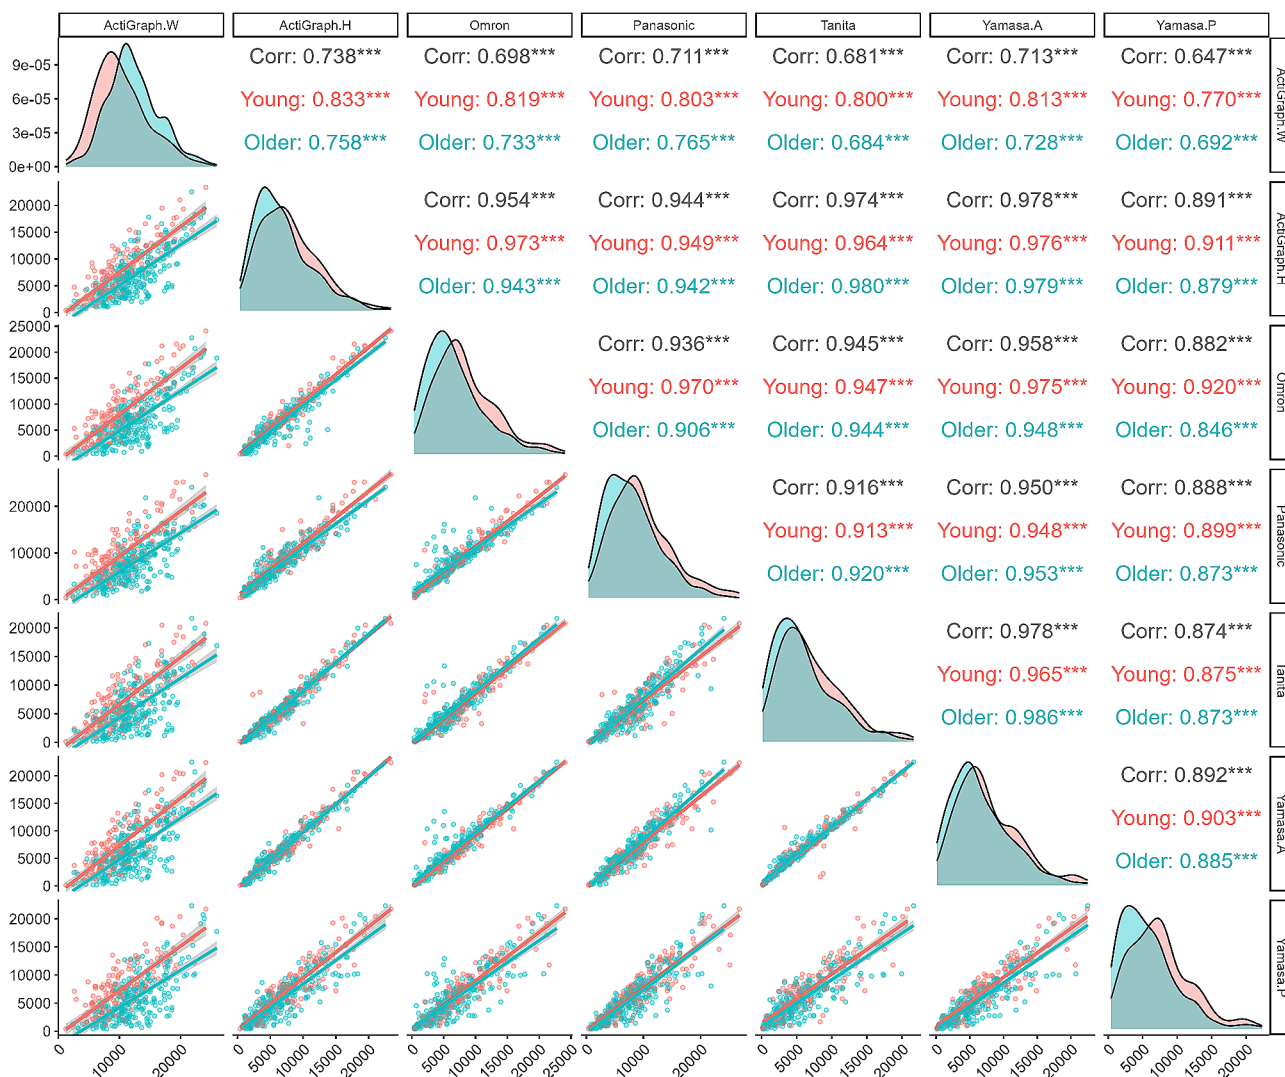 ActiGraph.W ActiGraph.H Omron Panasonic Tanita Yamasa.A Yamasa.P
9e-05 Corr: 0.738*** Corr: 0.698*** Corr: 0.711*** Corr: 0.681*** Corr: 0.713*** Corr: 0.647***
6e-05 Young: 0.833*** Young: 0.819*** Young: 0.803*** Young: 0.800*** Young: 0.813*** Young: 0.770*** ActiGraph.W
3e-05 Older: 0.758*** Older: 0.733*** Older: 0.765*** Older: 0.684*** Older: 0.728*** Older: 0.692***
0e+00
20000 Corr: 0.954*** Corr: 0.944*** Corr: 0.974*** Corr: 0.978*** Corr: 0.891***
15000 Young: 0.973*** Young: 0.949*** Young: 0.964*** Young: 0.976*** Young: 0.911*** ActiGraph.H
10000
5000 Older: 0.943*** Older: 0.942*** Older: 0.980*** Older: 0.979*** Older: 0.879***
0
25000
20000 Corr: 0.936*** Corr: 0.945*** Corr: 0.958*** Corr: 0.882***
15000 Young: 0.970*** Young: 0.947*** Young: 0.975*** Young: 0.920*** Omron
10000
5000 Older: 0.906*** Older: 0.944*** Older: 0.948*** Older: 0.846***
0
20000 Corr: 0.916*** Corr: 0.950*** Corr: 0.888***
Young: 0.913*** Young: 0.948*** Young: 0.899*** Panasonic
10000 Older: 0.920*** Older: 0.953*** Older: 0.873***
0
20000 Corr: 0.978*** Corr: 0.874***
15000 Young: 0.965*** Young: 0.875*** Tanita
10000
5000 Older: 0.986*** Older: 0.873***
0
20000 Corr: 0.892***
15000 Young: 0.903*** Yamasa.A
10000
5000 Older: 0.885***
0
20000
15000
10000 Yamasa.P
5000
0
0 10000 20000 0 5000 10000 15000 20000 0 5000 10000 15000 20000 25000 0 10000 20000 0 5000 10000 15000 20000 0 5000 10000 15000 20000 0 5000 10000 15000 20000